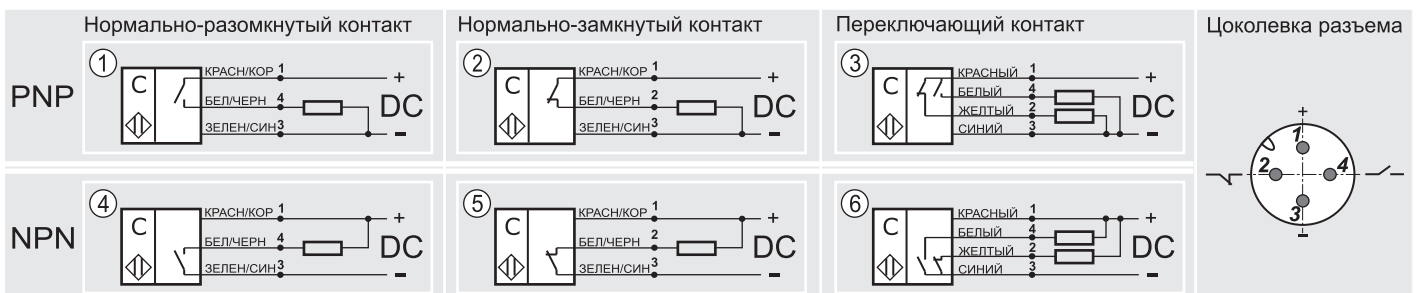 Нормально-разомкнутый контакт
Нормально-замкнутый контакт
Переключающий контакт
Цоколевка разъема
PNP
1
C
КРАСН/КОР 1
+
БЕЛ/ЧЕРН 4
DC
ЗЕЛЕН/СИН 3
-
2
C
КРАСН/КОР 1
+
БЕЛ/ЧЕРН 2
DC
ЗЕЛЕН/СИН 3
-
3
C
КРАСНЫЙ 1
+
БЕЛЫЙ 4
DC
ЖЕЛТЫЙ 2
СИНИЙ 3
-
NPN
4
C
КРАСН/КОР 1
+
БЕЛ/ЧЕРН 4
DC
ЗЕЛЕН/СИН 3
-
5
C
КРАСН/КОР 1
+
БЕЛ/ЧЕРН 2
DC
ЗЕЛЕН/СИН 3
-
6
C
КРАСНЫЙ 1
+
БЕЛЫЙ 4
DC
ЖЕЛТЫЙ 2
СИНИЙ 3
-
+
1
2
4
3
-